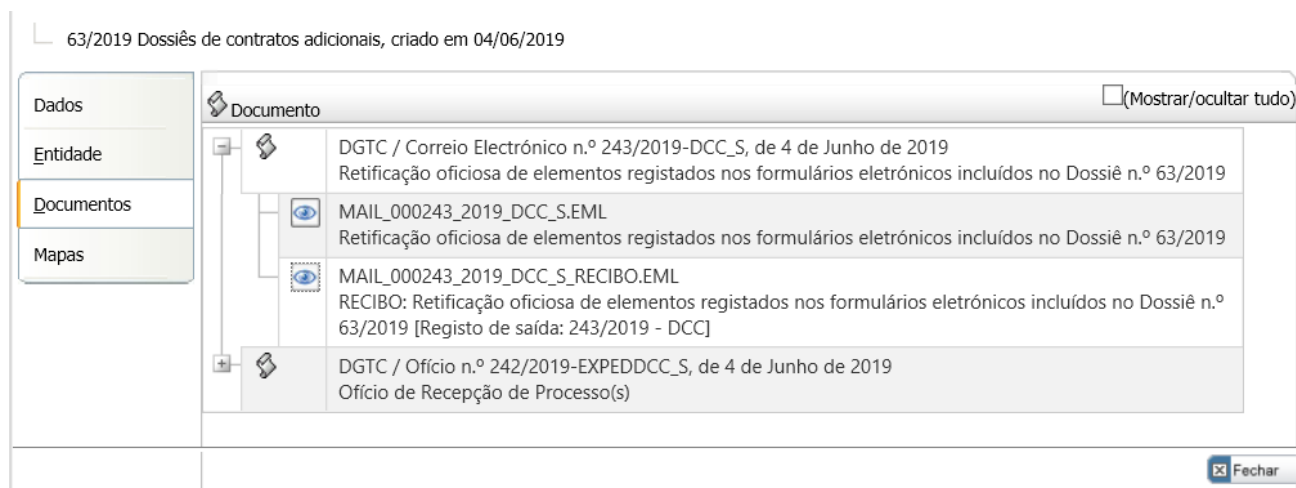 63/2019 Dossiês de contratos adicionais, criado em 04/06/2019
Dados
Entidade
Documentos
Mapas
Documento
(Mostrar/ocultar tudo)
DGTC / Correio Electrónico n.º 243/2019-DCC_S, de 4 de Junho de 2019
Retificação oficiosa de elementos registados nos formulários eletrónicos incluídos no Dossiê n.º 63/2019
MAIL_000243_2019_DCC_S.EML
Retificação oficiosa de elementos registados nos formulários eletrónicos incluídos no Dossiê n.º 63/2019
MAIL_000243_2019_DCC_S_RECIBO.EML
RECIBO: Retificação oficiosa de elementos registados nos formulários eletrónicos incluídos no Dossiê n.º
63/2019 [Registo de saída: 243/2019 - DCC]
DGTC / Ofício n.º 242/2019-EXPEDDCC_S, de 4 de Junho de 2019
Ofício de Recepção de Processo(s)
Fechar